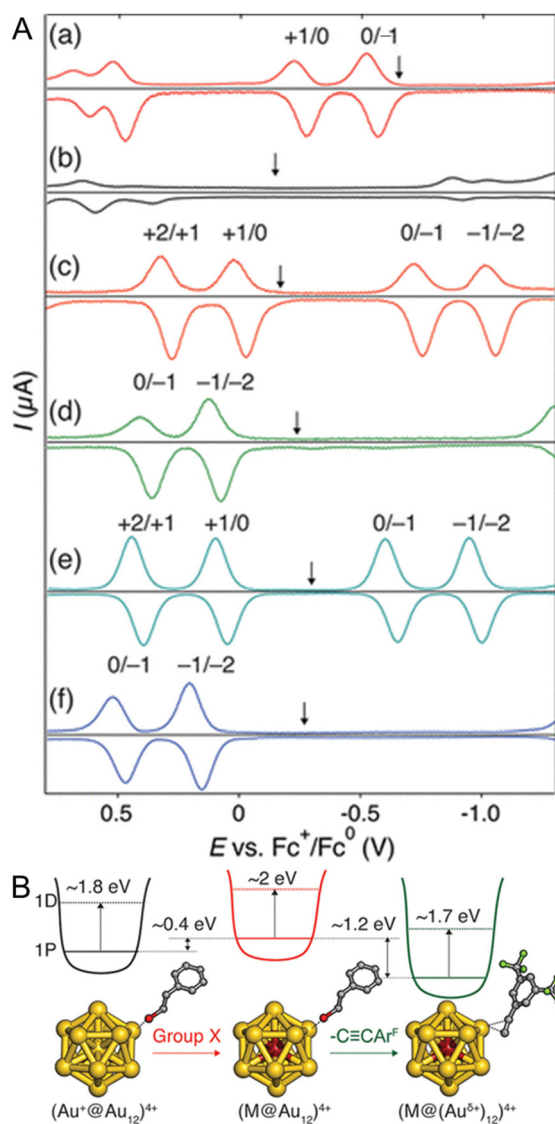 A
(a)
+1/0 0/–1
(b)
+2/+1 +1/0 0/–1 –1/–2
(c)
0/–1 –1/–2
(d)
+2/+1 +1/0 0/–1 –1/–2
(e)
0/–1 –1/–2
(f)
I (μA)
0.5 0 -0.5 -1.0
E vs. Fc⁺/Fc⁰ (V)
B
1D ~1.8 eV ~2 eV ~1.7 eV
~0.4 eV ~1.2 eV
1P
Group X -C≡CArᶠ
(Au⁺@Au₁₂)⁴⁺ (M@Au₁₂)⁴⁺ (M@(Auᵟ⁺)₁₂)⁴⁺